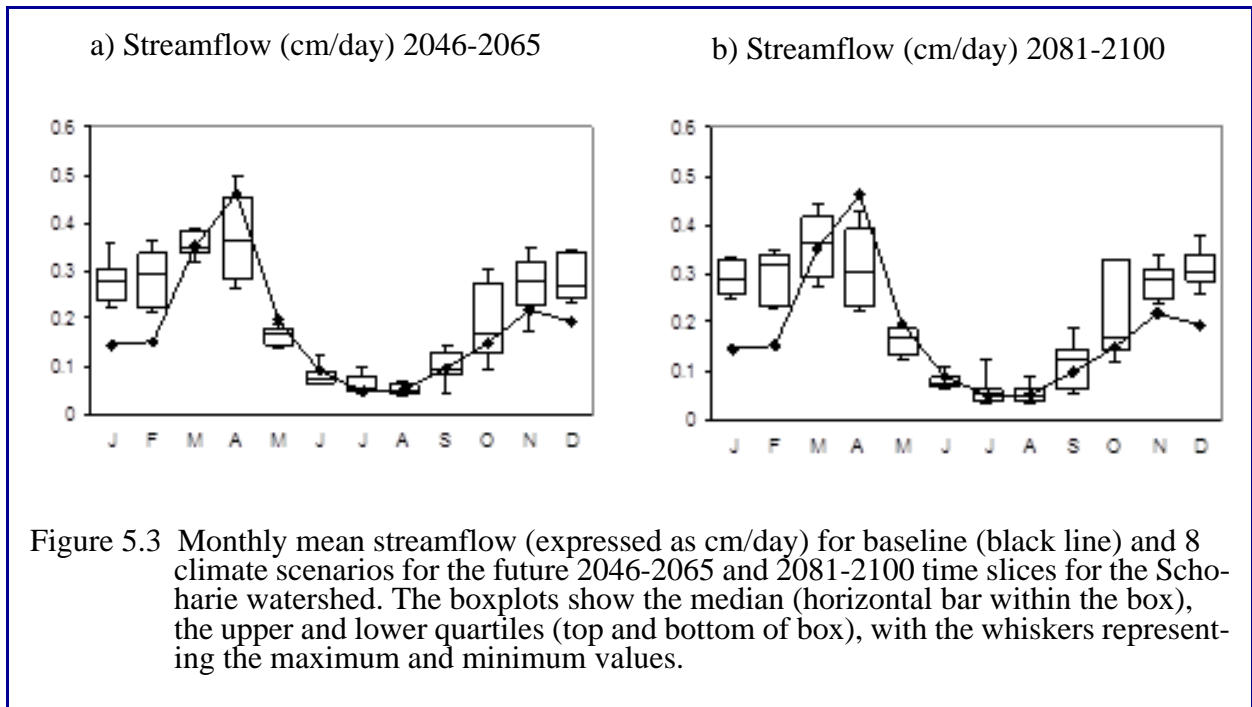 a) Streamflow (cm/day) 2046-2065
b) Streamflow (cm/day) 2081-2100
0.6
0.5
0.4
0.3
0.2
0.1
0
J F M A M J J A S O N D
0.6
0.5
0.4
0.3
0.2
0.1
0
J F M A M J J A S O N D
Figure 5.3 Monthly mean streamflow (expressed as cm/day) for baseline (black line) and 8
climate scenarios for the future 2046-2065 and 2081-2100 time slices for the Scho-
harie watershed. The boxplots show the median (horizontal bar within the box),
the upper and lower quartiles (top and bottom of box), with the whiskers represent-
ing the maximum and minimum values.